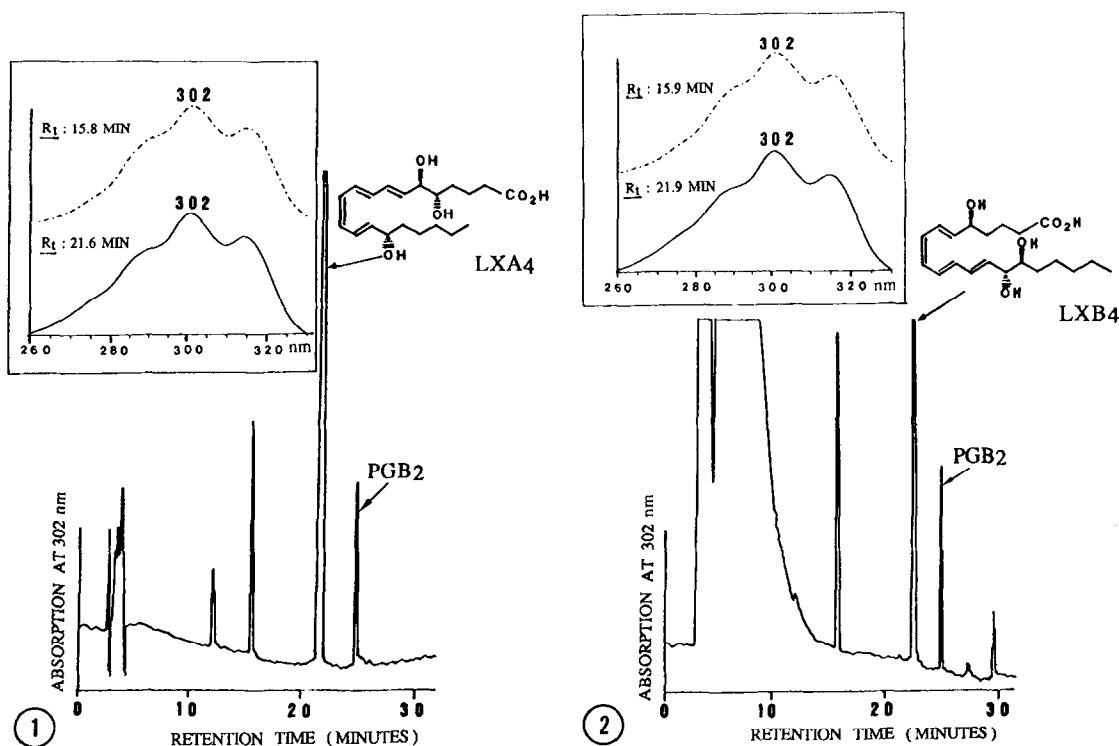 302
Rt : 15.8 MIN
302
Rt : 21.6 MIN
260 280 300 320 nm
OH
CO2H
OH
OH
LXA4
PGB2
ABSORPTION AT 302 nm
0 10 20 30
RETENTION TIME (MINUTES)
1
302
Rt : 15.9 MIN
302
Rt : 21.9 MIN
260 280 300 320 nm
OH
CO2H
OH
OH
LXB4
PGB2
ABSORPTION AT 302 nm
0 10 20 30
RETENTION TIME (MINUTES)
2